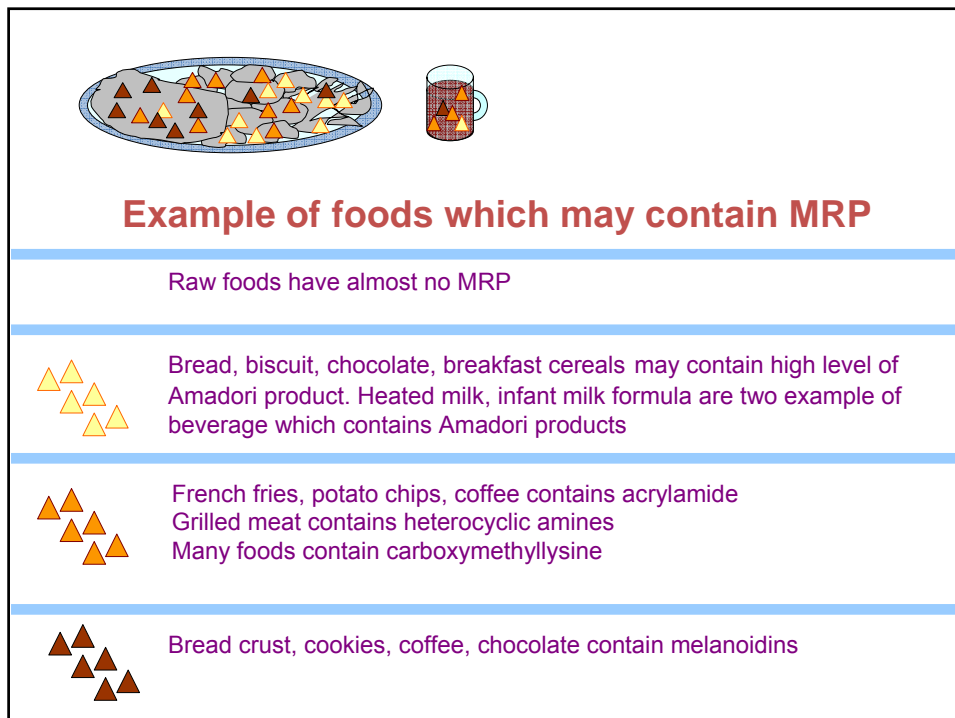 Example of foods which may contain MRP
Raw foods have almost no MRP
Bread, biscuit, chocolate, breakfast cereals may contain high level of
Amadori product. Heated milk, infant milk formula are two example of
beverage which contains Amadori products
French fries, potato chips, coffee contains acrylamide
Grilled meat contains heterocyclic amines
Many foods contain carboxymethyllysine
Bread crust, cookies, coffee, chocolate contain melanoidins